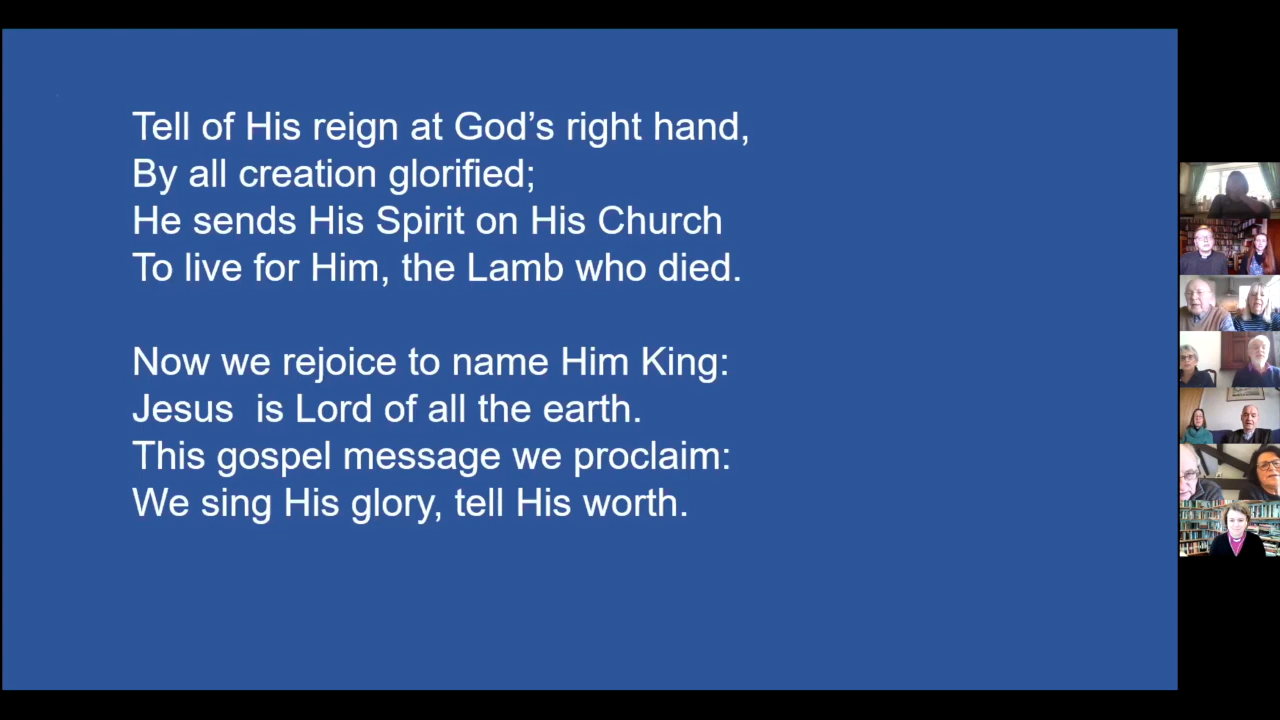 Tell of His reign at God’s right hand,
By all creation glorified;
He sends His Spirit on His Church
To live for Him, the Lamb who died.
Now we rejoice to name Him King:
Jesus  is Lord of all the earth.
This gospel message we proclaim:
We sing His glory, tell His worth.